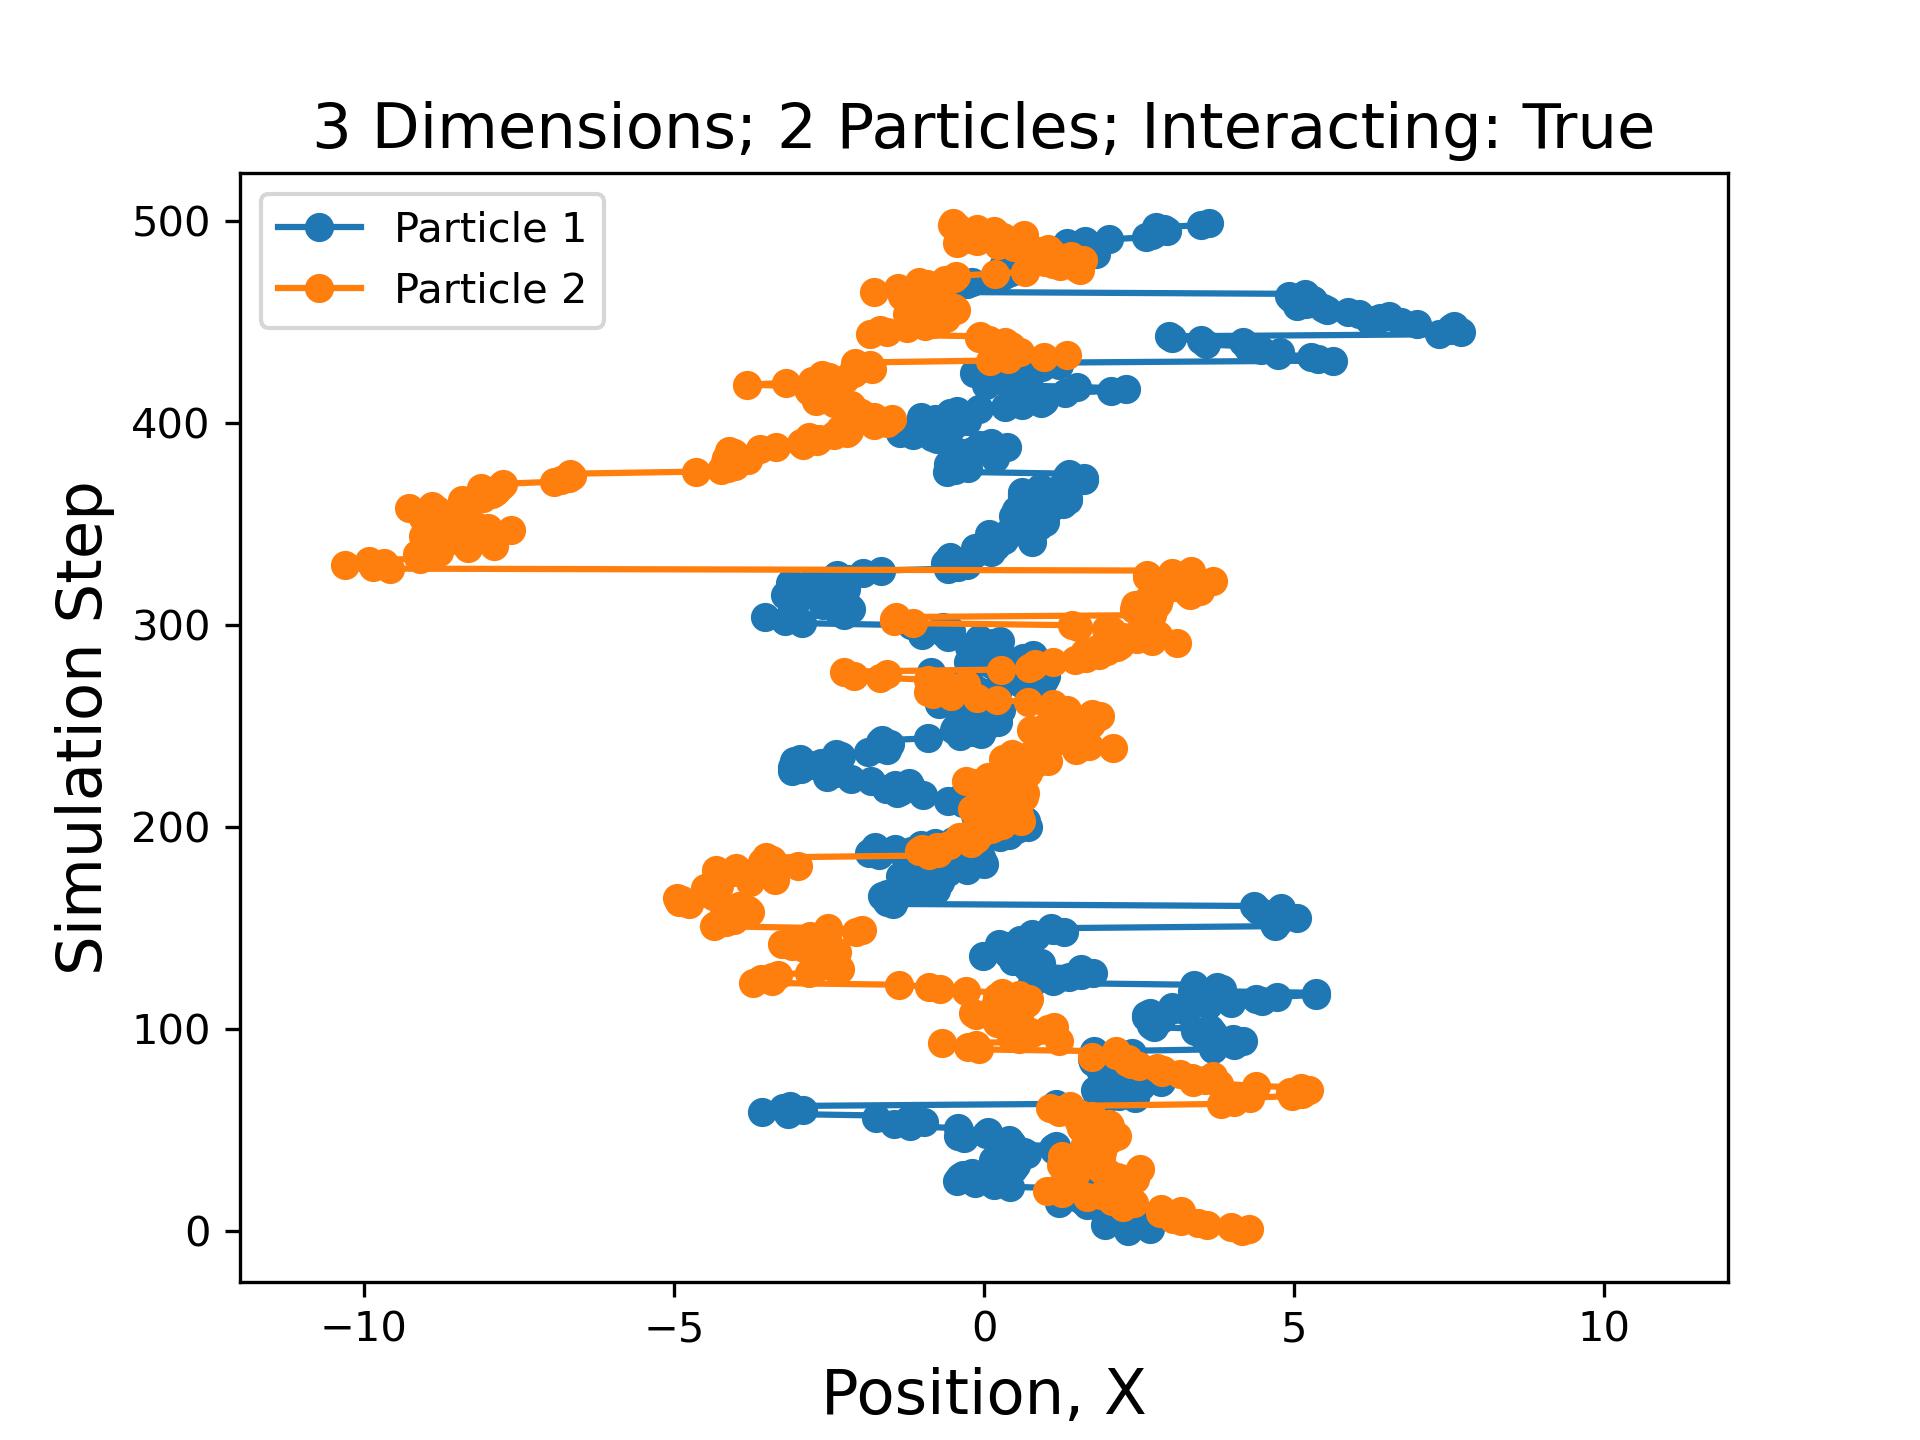 3 Dimensions; 2 Particles; Interacting: True
Particle 1
Particle 2
Simulation Step
500
400
300
200
100
0
−10
−5
0
5
10
Position, X